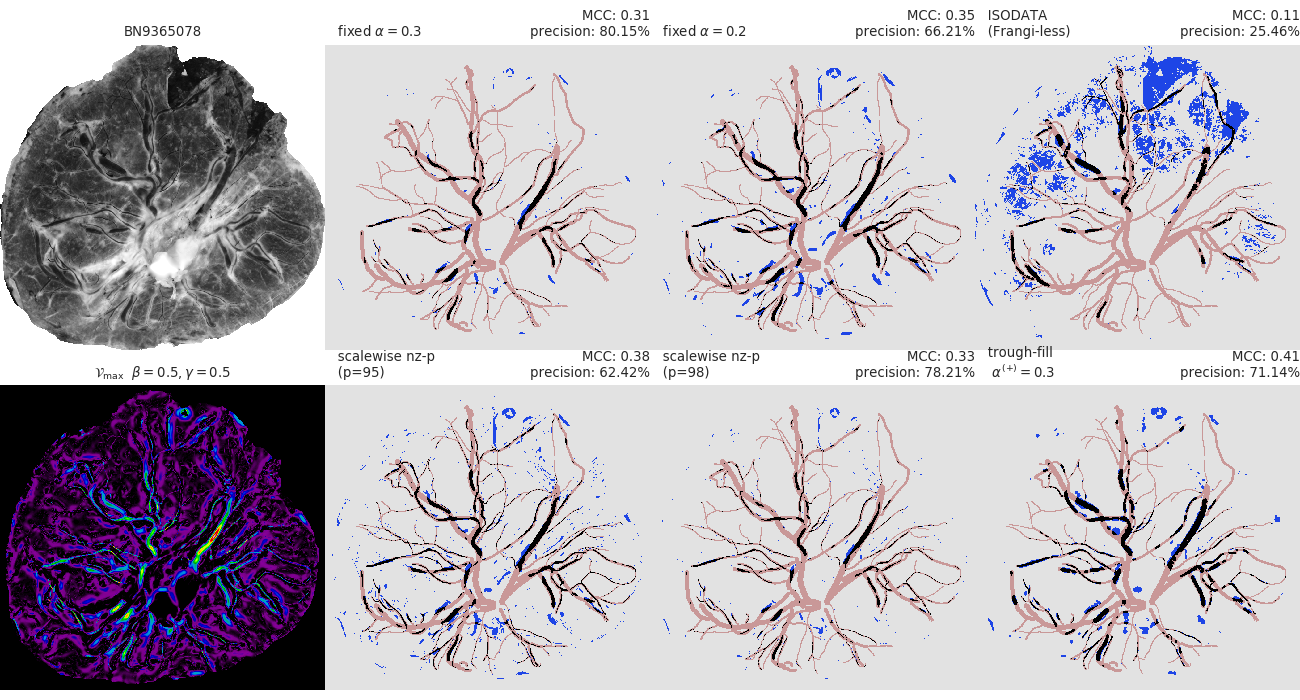 BN9365078
fixed α = 0.3
MCC: 0.31
precision: 80.15%
fixed α = 0.2
MCC: 0.35
precision: 66.21%
ISODATA
(Frangi-less)
MCC: 0.11
precision: 25.46%
𝒱max β = 0.5, γ = 0.5
scalewise nz-p
(p=95)
MCC: 0.38
precision: 62.42%
scalewise nz-p
(p=98)
MCC: 0.33
precision: 78.21%
trough-fill
α(+) = 0.3
MCC: 0.41
precision: 71.14%